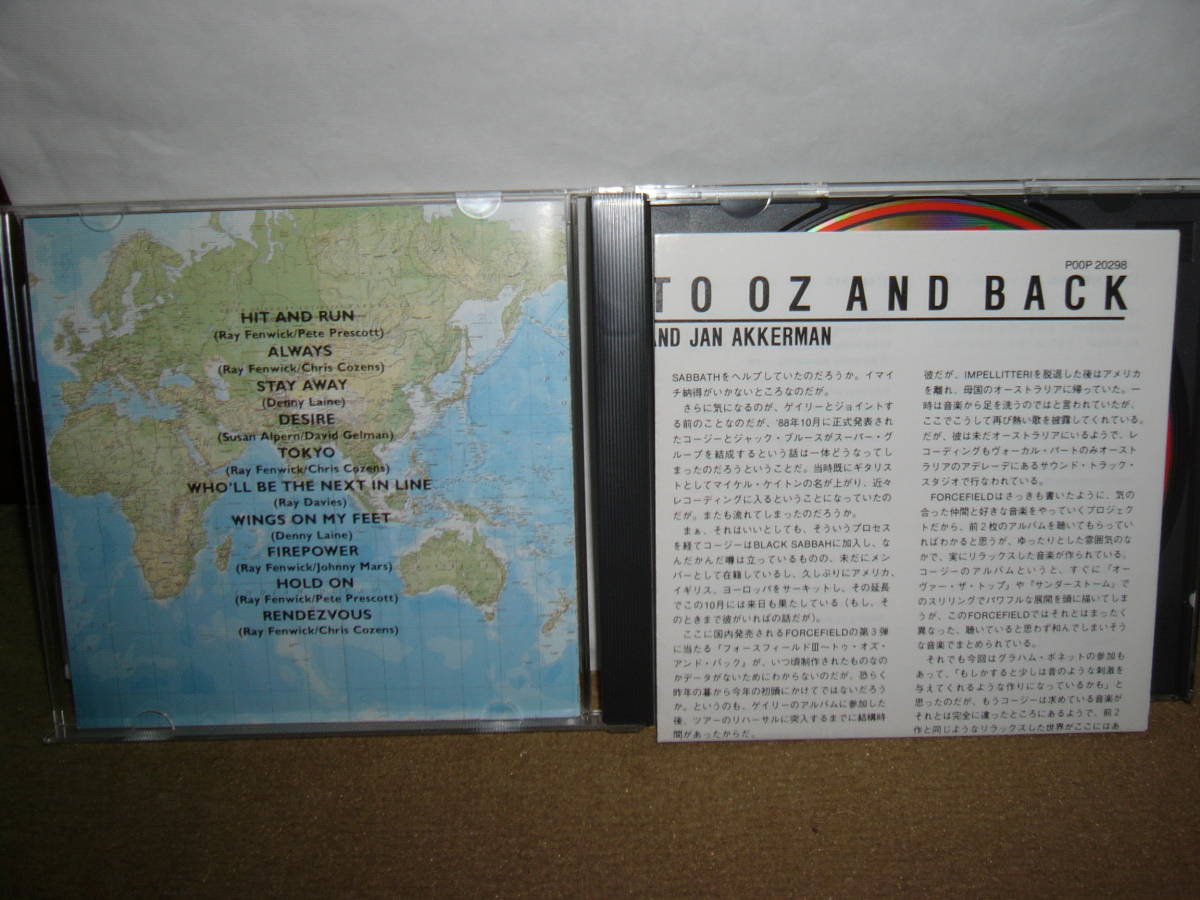 HIT AND RUN
(Ray Fenwick/Pete Prescott)
ALWAYS
(Ray Fenwick/Chris Cozens)
STAY AWAY
(Denny Laine)
DESIRE
(Susan Alpern/David Gelman)
TOKYO
(Ray Fenwick/Chris Cozens)
WHO'LL BE THE NEXT IN LINE
(Ray Davies)
WINGS ON MY FEET
(Denny Laine)
FIREPOWER
(Ray Fenwick/Johnny Mars)
HOLD ON
(Ray Fenwick/Pete Prescott)
RENDEZVOUS
(Ray Fenwick/Chris Cozens)
P00P 20298
TO OZ AND BACK
AND JAN AKKERMAN
SABBATHをヘルプしていたのだろうか。イマイ
チ納得がいかないところなのだが。
さらに気になるのが、ゲイリーとジョイントす
る前のことなのだが、'88年10月に正式発表され
たコージーとジャック・ブルースがスーパー・グ
ループを結成するという話は一体どうなってし
まったのだろうということだ。当時既にギタリス
トとしてマイケル・ケイトンの名が上がり、近々
レコーディングに入るということになっていたの
だが。またも流れてしまったのだろうか。
まぁ、それはいいとしても、そういうプロセス
を経てコージーはBLACK SABBAHに加入し、な
んだかんだ噂は立っているものの、未だにメン
バーとして在籍しているし、久しぶりにアメリカ、
イギリス、ヨーロッパをサーキットし、その延長
でこの10月には来日も果たしている（もし、そ
のときまで彼がいればの話だが）。
ここに国内発売されるFORCEFIELDの第3弾
に当たる『フォースフィールドIII─トゥ・オズ・
アンド・バック』が、いつ頃制作されたものなの
かデータがないためにわからないのだが、恐らく
昨年の暮から今年の初頭にかけてではないだろう
か。というのも、ゲイリーのアルバムに参加した
後、ツアーのリハーサルに突入するまでに結構時
間があったからだ。
彼だが、IMPELLITTERIを脱退した後はアメリカ
を離れ、母国のオーストラリアに帰っていた。一
時は音楽から足を洗うのではと言われていたが、
ここでこうして再び熱い歌を披露してくれている。
だが、彼は未だオーストラリアにいるようで、レ
コーディングもヴォーカル・パートのみオースト
ラリアのアデレーデにあるサウンド・トラック・
スタジオで行なわれている。
FORCEFIELDはさっきも書いたように、気の
合った仲間と好きな音楽をやっていくプロジェク
トだから、前2枚のアルバムを聴いてもらってい
ればわかると思うが、ゆったりとした雰囲気のな
かで、実にリラックスした音楽が作られている。
コージーのアルバムというと、すぐに『オー
ヴァー・ザ・トップ』や『サンダーストーム』で
のスリリングでパワフルな展開を頭に描いてしま
うが、このFORCEFIELDではそれとはまったく
異なった、聴いていると思わず和んでしまいそう
な音楽でまとめられている。
それでも今回はグラハム・ボネットの参加も
あって、「もしかすると少しは昔のような刺激を
与えてくれるような作りになっているかも」と
思ったのだが、もうコージーは求めている音楽が
それとは完全に違ったところにあるようで、前2
作と同じようなリラックスした世界がここにはあ